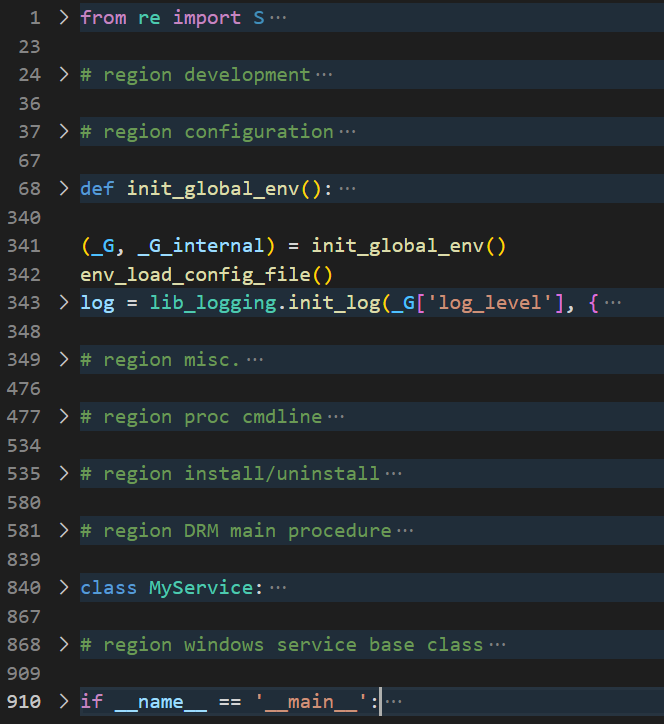 1 > from re import S…
23
24 > # region development…
36
37 > # region configuration…
67
68 > def init_global_env():…
340
341 (_G, _G_internal) = init_global_env()
342 env_load_config_file()
343 > log = lib_logging.init_log(_G['log_level'], {…
348
349 > # region misc.…
476
477 > # region proc cmdline…
534
535 > # region install/uninstall…
580
581 > # region DRM main procedure…
839
840 > class MyService:…
867
868 > # region windows service base class…
909
910 > if __name__ == '__main__':…